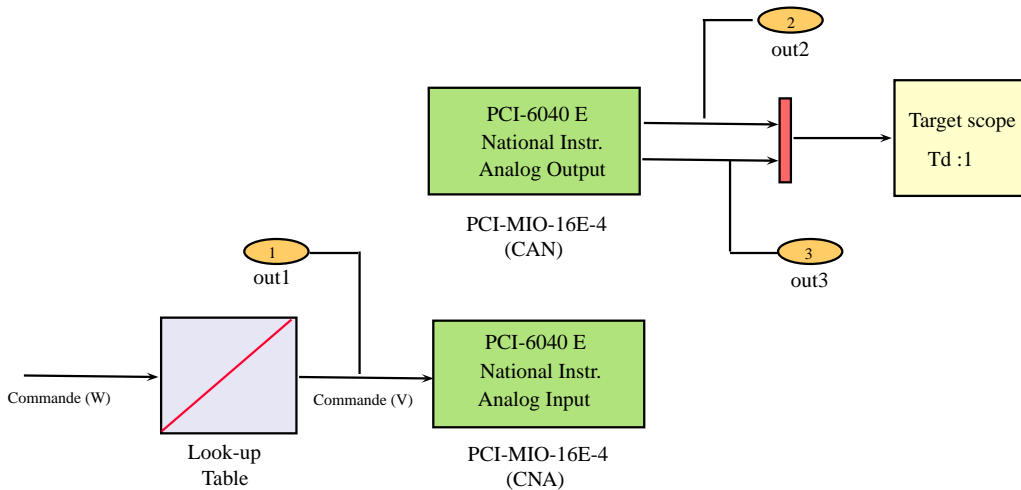 2
out2
PCI-6040 E
National Instr.
Analog Output
Target scope
Td :1
PCI-MIO-16E-4
(CAN)
1
out1
3
out3
PCI-6040 E
National Instr.
Analog Input
Commande (W)
Commande (V)
Look-up
Table
PCI-MIO-16E-4
(CNA)